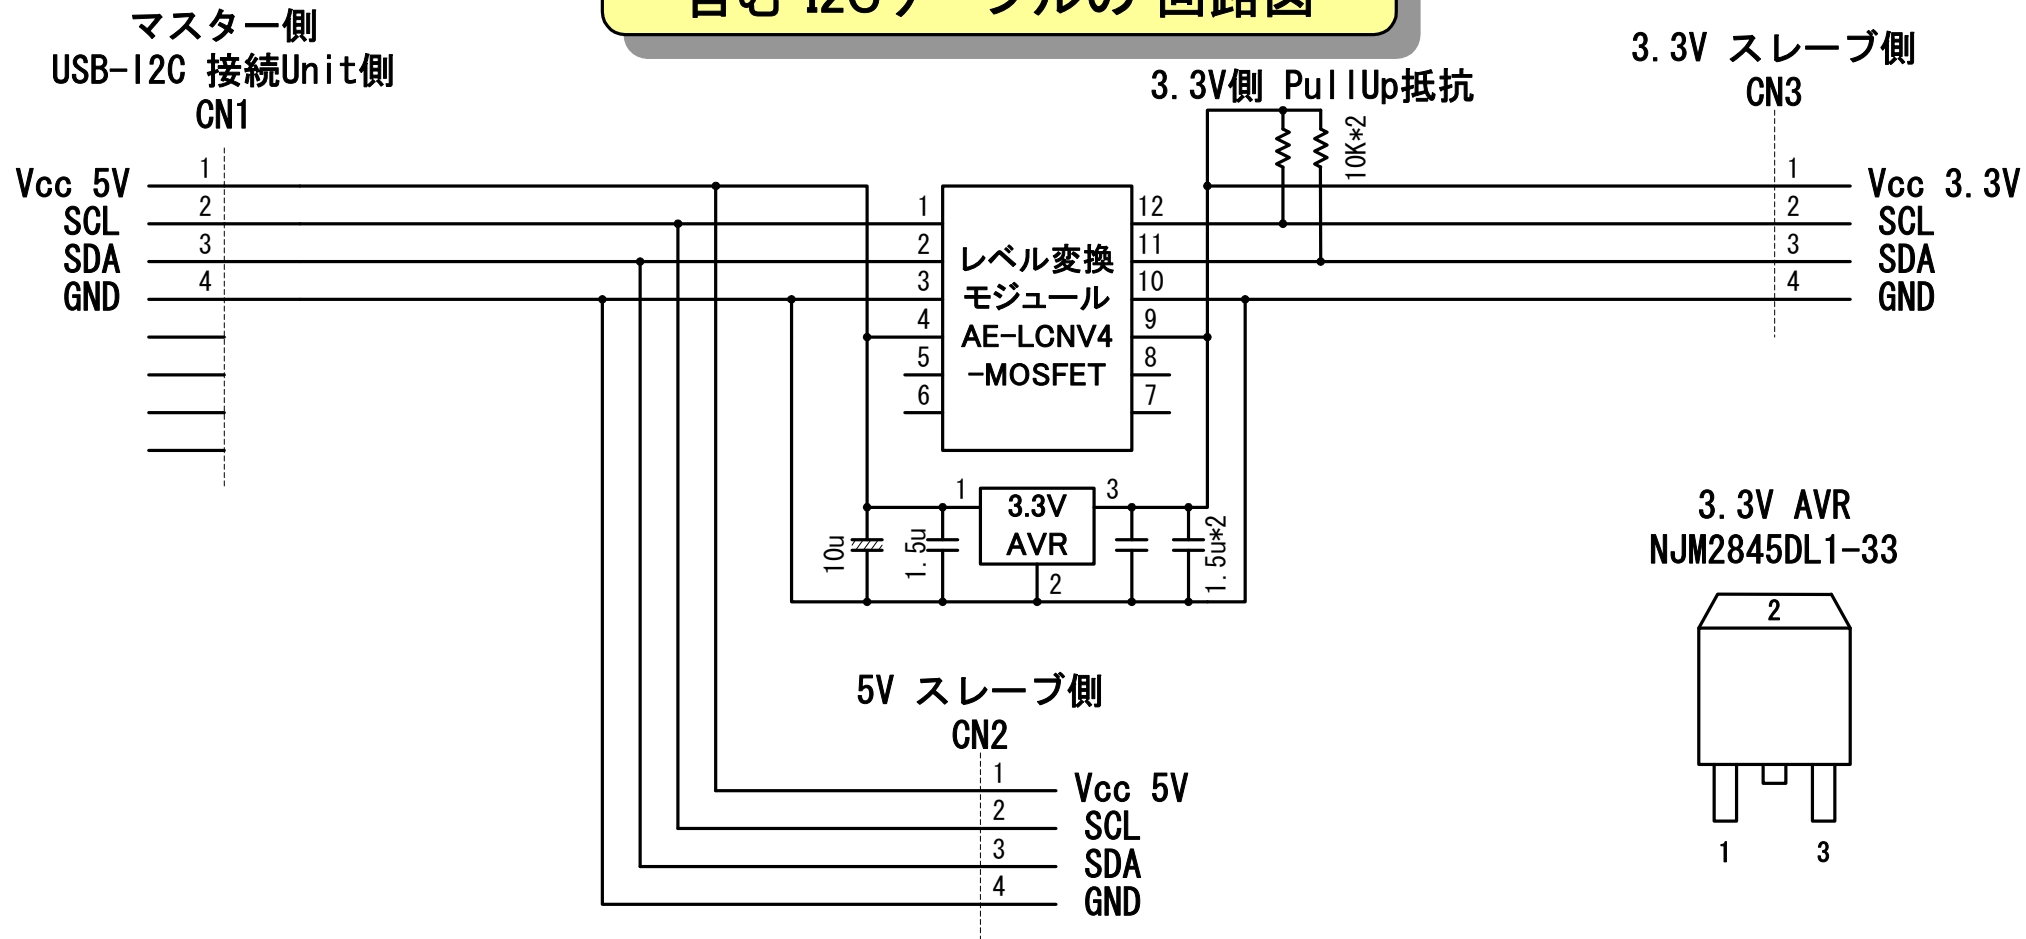 マスター側
USB-I2C 接続Unit側
CN1
3.3V側 PullUp抵抗
10K*2
3.3V スレーブ側
CN3
Vcc 5V
SCL
SDA
GND
1
2
3
4
1
2
3
4
5
6
レベル変換
モジュール
AE-LCNV4
-MOSFET
12
11
10
9
8
7
1
2
3
4
Vcc 3.3V
SCL
SDA
GND
10u
1.5u
1
3.3V
AVR
3
2
1.5u*2
3.3V AVR
NJM2845DL1-33
2
1
3
5V スレーブ側
CN2
1
2
3
4
Vcc 5V
SCL
SDA
GND